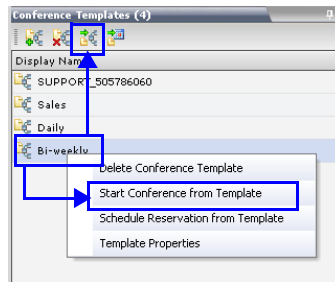 Conference Templates (4)
Display Name
SUPPORT_505786060
Sales
Daily
Bi-weekly
Delete Conference Template
Start Conference from Template
Schedule Reservation from Template
Template Properties